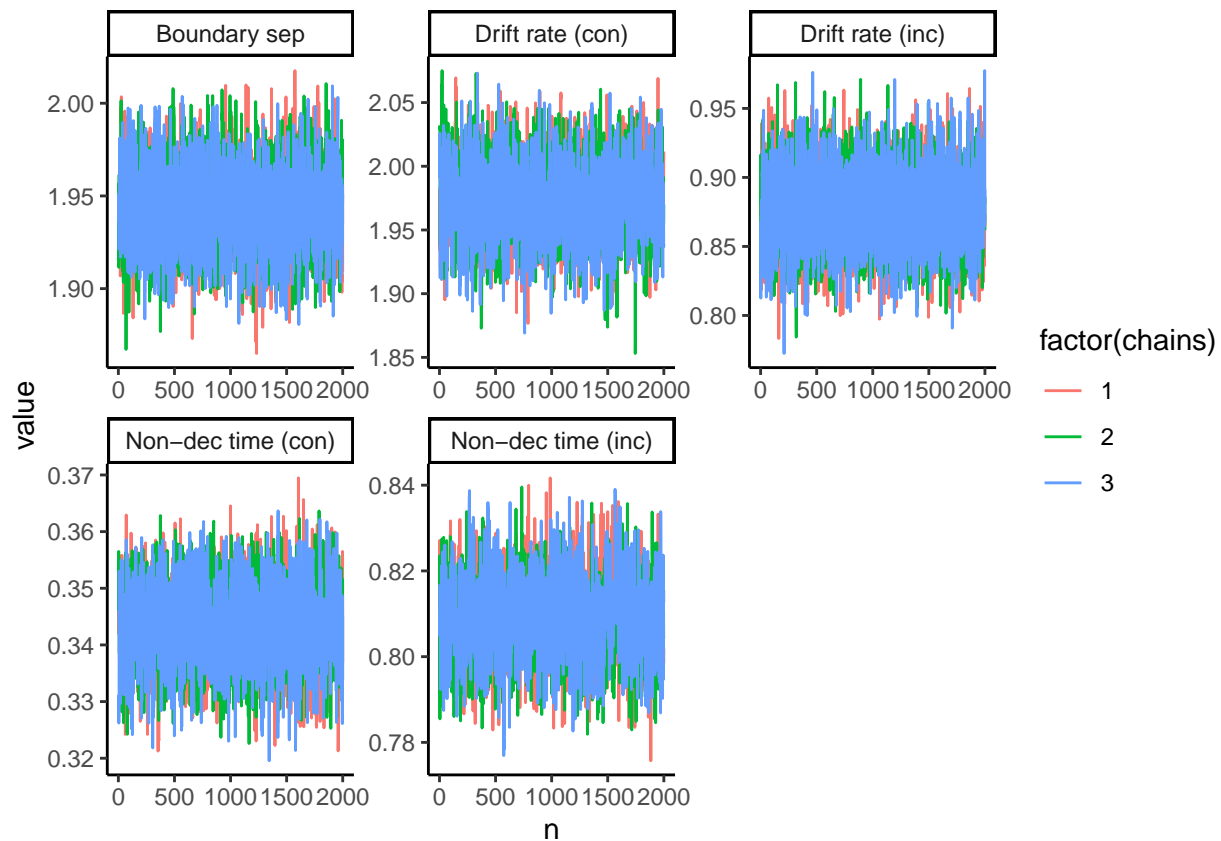 Boundary sep
Drift rate (con)
Drift rate (inc)
2.00
1.95
1.90
2.05
2.00
1.95
1.90
1.85
0.95
0.90
0.85
0.80
0 500 1000 1500 2000
0 500 1000 1500 2000
0 500 1000 1500 2000
Non−dec time (con)
Non−dec time (inc)
0.37
0.36
0.35
0.34
0.33
0.32
0.84
0.82
0.80
0.78
0 500 1000 1500 2000
0 500 1000 1500 2000
value
n
factor(chains)
1
2
3